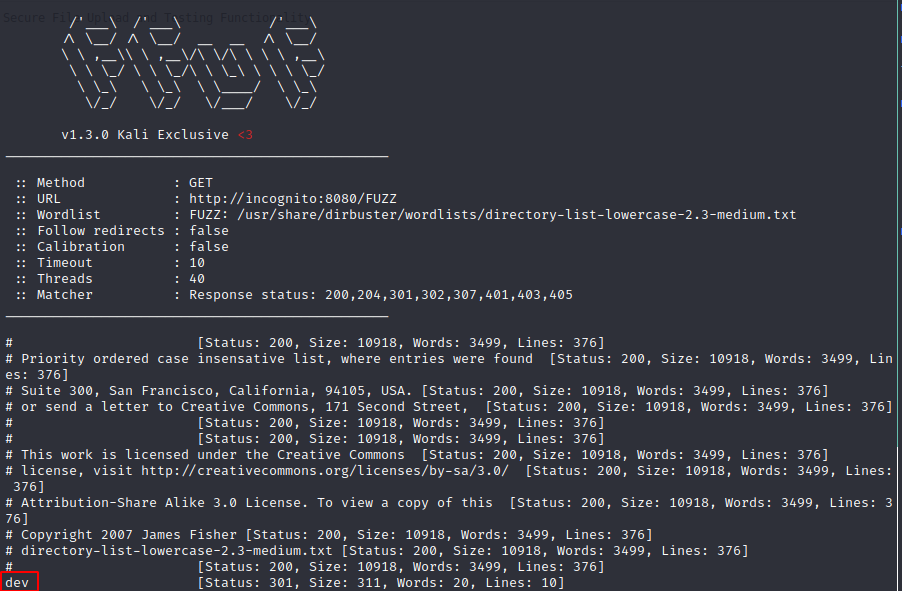 Secure File Upload and Testing Functionality
v1.3.0 Kali Exclusive <3
:: Method : GET
:: URL : http://incognito:8080/FUZZ
:: Wordlist : FUZZ: /usr/share/dirbuster/wordlists/directory-list-lowercase-2.3-medium.txt
:: Follow redirects : false
:: Calibration : false
:: Timeout : 10
:: Threads : 40
:: Matcher : Response status: 200,204,301,302,307,401,403,405
# [Status: 200, Size: 10918, Words: 3499, Lines: 376]
# Priority ordered case insensative list, where entries were found [Status: 200, Size: 10918, Words: 3499, Lin
es: 376]
# Suite 300, San Francisco, California, 94105, USA. [Status: 200, Size: 10918, Words: 3499, Lines: 376]
# or send a letter to Creative Commons, 171 Second Street, [Status: 200, Size: 10918, Words: 3499, Lines: 376]
# [Status: 200, Size: 10918, Words: 3499, Lines: 376]
# [Status: 200, Size: 10918, Words: 3499, Lines: 376]
# This work is licensed under the Creative Commons [Status: 200, Size: 10918, Words: 3499, Lines: 376]
# license, visit http://creativecommons.org/licenses/by-sa/3.0/ [Status: 200, Size: 10918, Words: 3499, Lines:
376]
# Attribution-Share Alike 3.0 License. To view a copy of this [Status: 200, Size: 10918, Words: 3499, Lines: 3
76]
# Copyright 2007 James Fisher [Status: 200, Size: 10918, Words: 3499, Lines: 376]
# directory-list-lowercase-2.3-medium.txt [Status: 200, Size: 10918, Words: 3499, Lines: 376]
# [Status: 200, Size: 10918, Words: 3499, Lines: 376]
dev [Status: 301, Size: 311, Words: 20, Lines: 10]